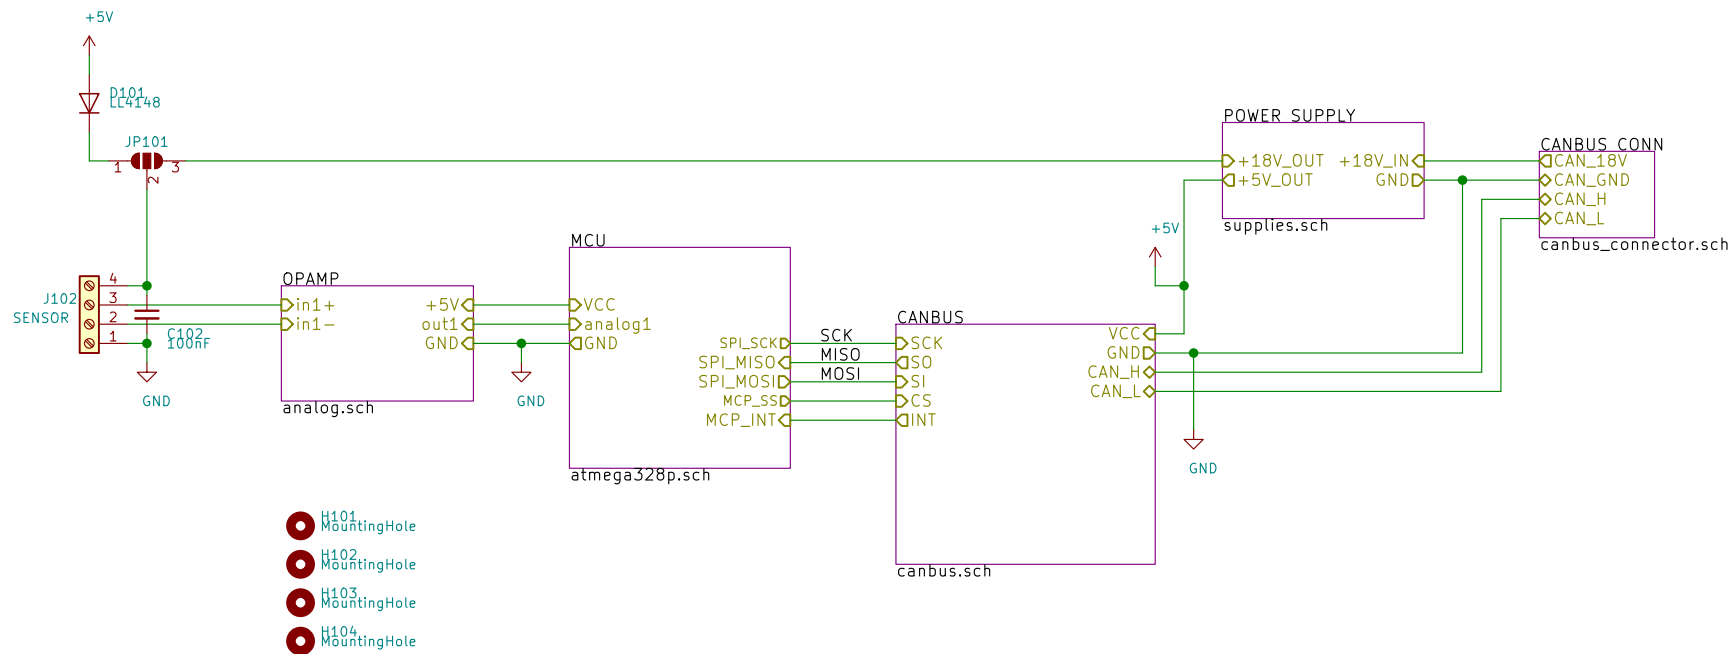 +5V
D101
LL4148
JP101
1
3
2
POWER SUPPLY
+18V_OUT
+18V_IN
+5V_OUT
GND
supplies.sch
CANBUS CONN
CAN_18V
CAN_GND
CAN_H
CAN_L
canbus_connector.sch
+5V
J102
SENSOR
4
3
2
1
C102
100nF
GND
OPAMP
in1+
+5V
in1-
out1
GND
analog.sch
GND
MCU
VCC
analog1
GND
SPI_SCK
SPI_MISO
SPI_MOSI
MCP_SS
MCP_INT
atmega328p.sch
SCK
MISO
MOSI
CANBUS
VCC
SCK
GND
SO
CAN_H
SI
CAN_L
CS
INT
canbus.sch
GND
H101
MountingHole
H102
MountingHole
H103
MountingHole
H104
MountingHole